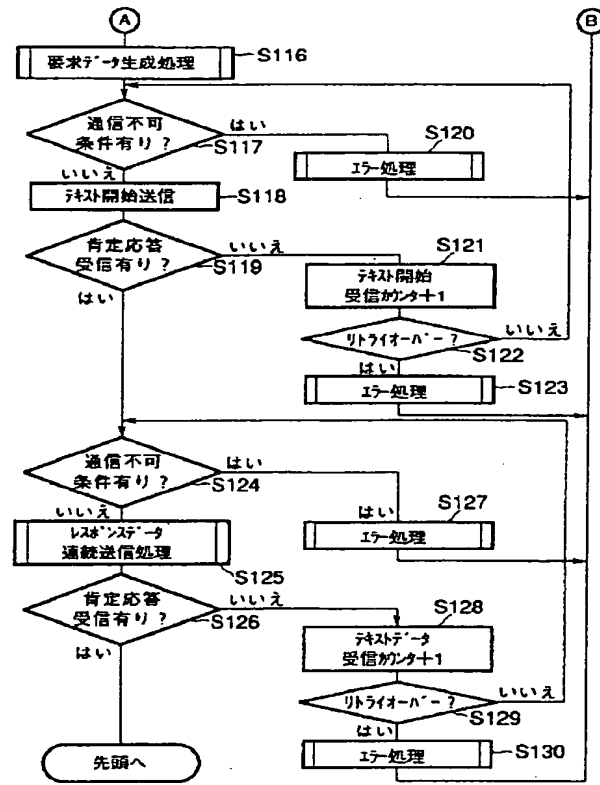 A
B
要求データ生成処理
S116
通信不可
条件有り?
はい
S117
S120
エラー処理
いいえ
テキスト開始送信
S118
肯定応答
受信有り?
いいえ
S119
はい
S121
テキスト開始
受信カウンタ+1
リトライオーバー?
いいえ
S122
はい
エラー処理
S123
通信不可
条件有り?
はい
S124
いいえ
はい
S127
エラー処理
レスポンスデータ
連続送信処理
S125
肯定応答
受信有り?
いいえ
S126
はい
S128
テキストデータ
受信カウンタ+1
リトライオーバー?
いいえ
S129
はい
エラー処理
S130
先頭へ